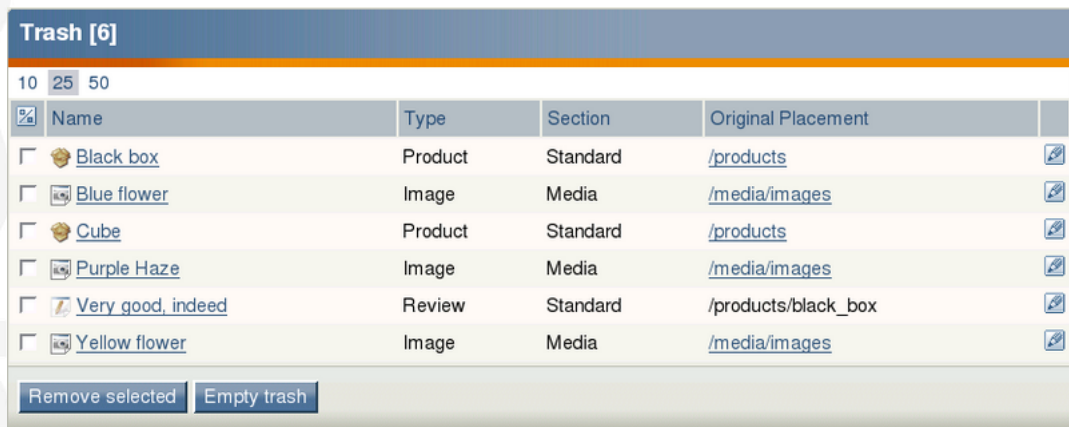 Trash [6]
10 25 50
Name Type Section Original Placement
Black box Product Standard /products
Blue flower Image Media /media/images
Cube Product Standard /products
Purple Haze Image Media /media/images
Very good, indeed Review Standard /products/black_box
Yellow flower Image Media /media/images
Remove selected Empty trash